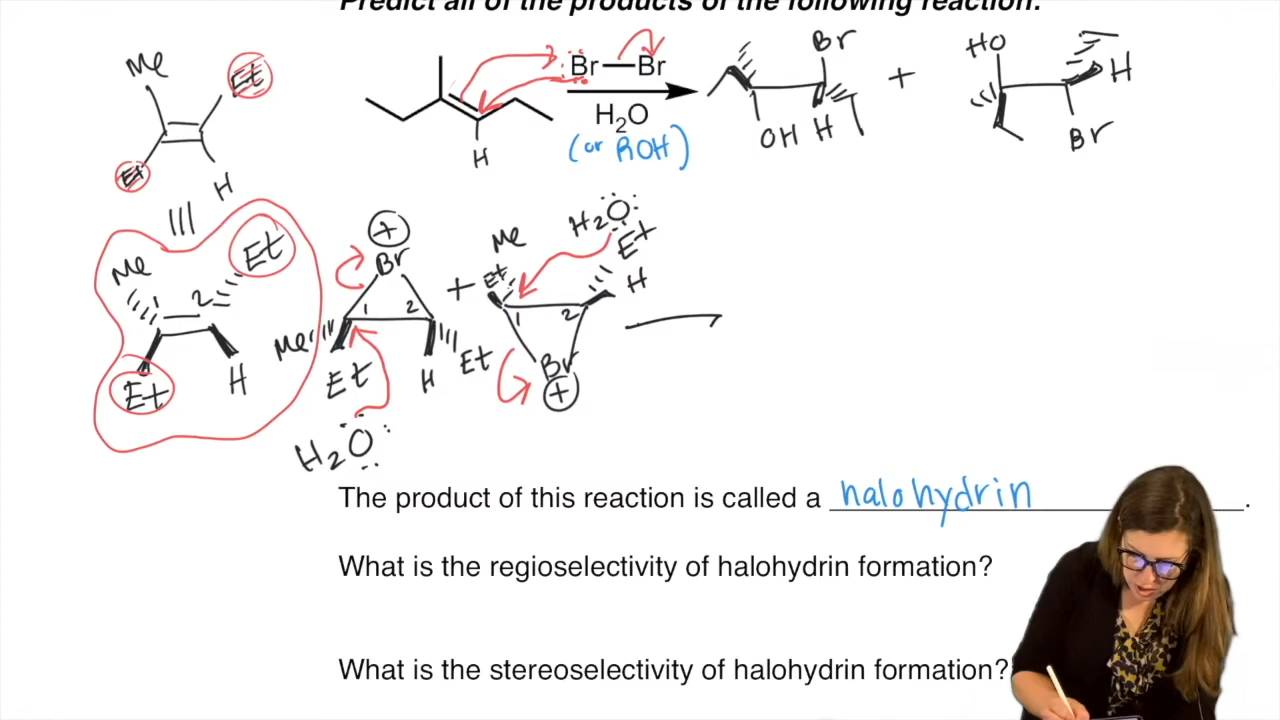 Predict all of the products of the following reaction.
Me
Et
Et
H
H
Br Br
H2O
(or ROH)
Br
OH H
+
HO
H
Br
Me
Et
1 2
Et
H
+
Br
1 2
Me
Et
H
Et
H2O
+
Me
Et
H2O
Et
H
1 2
Br
+
The product of this reaction is called a halohydrin.
What is the regioselectivity of halohydrin formation?
What is the stereoselectivity of halohydrin formation?